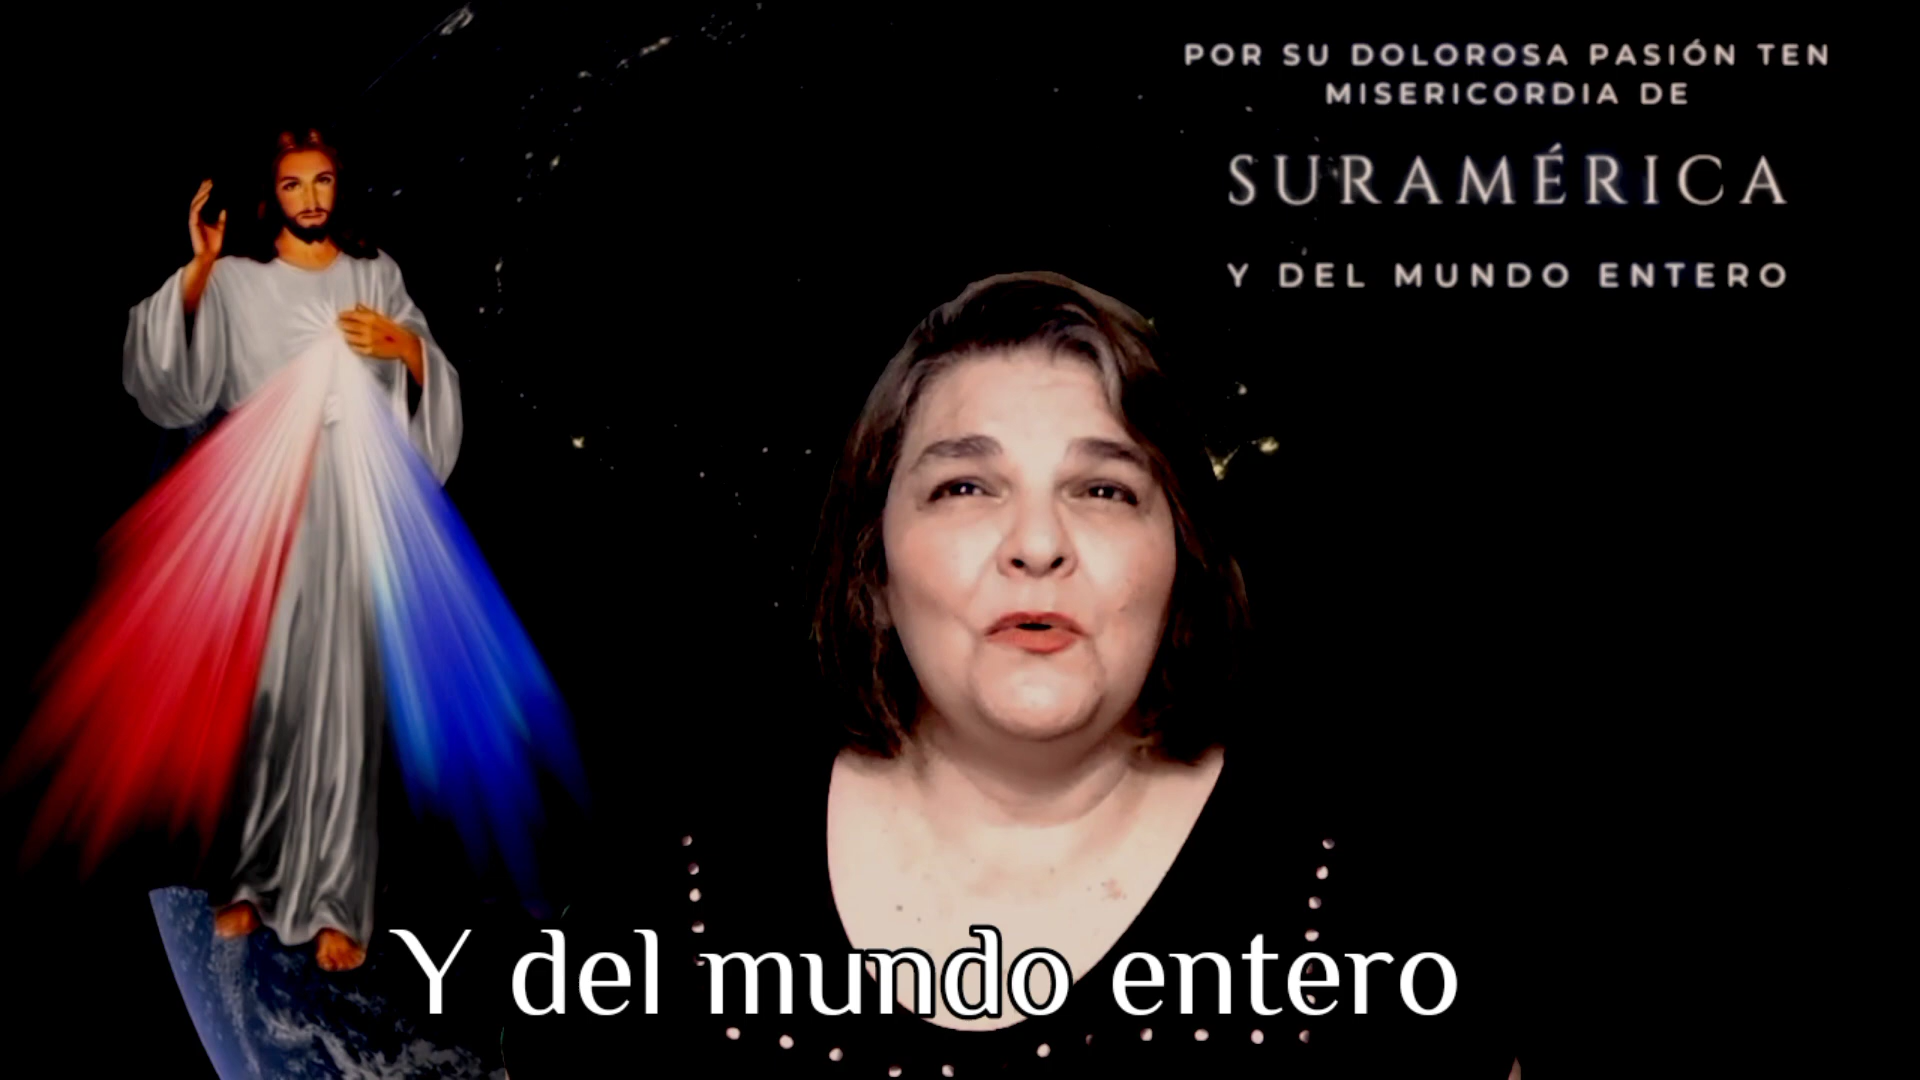 POR SU DOLOROSA PASIÓN TEN
MISERICORDIA DE
SURAMÉRICA
Y DEL MUNDO ENTERO
Y del mundo entero